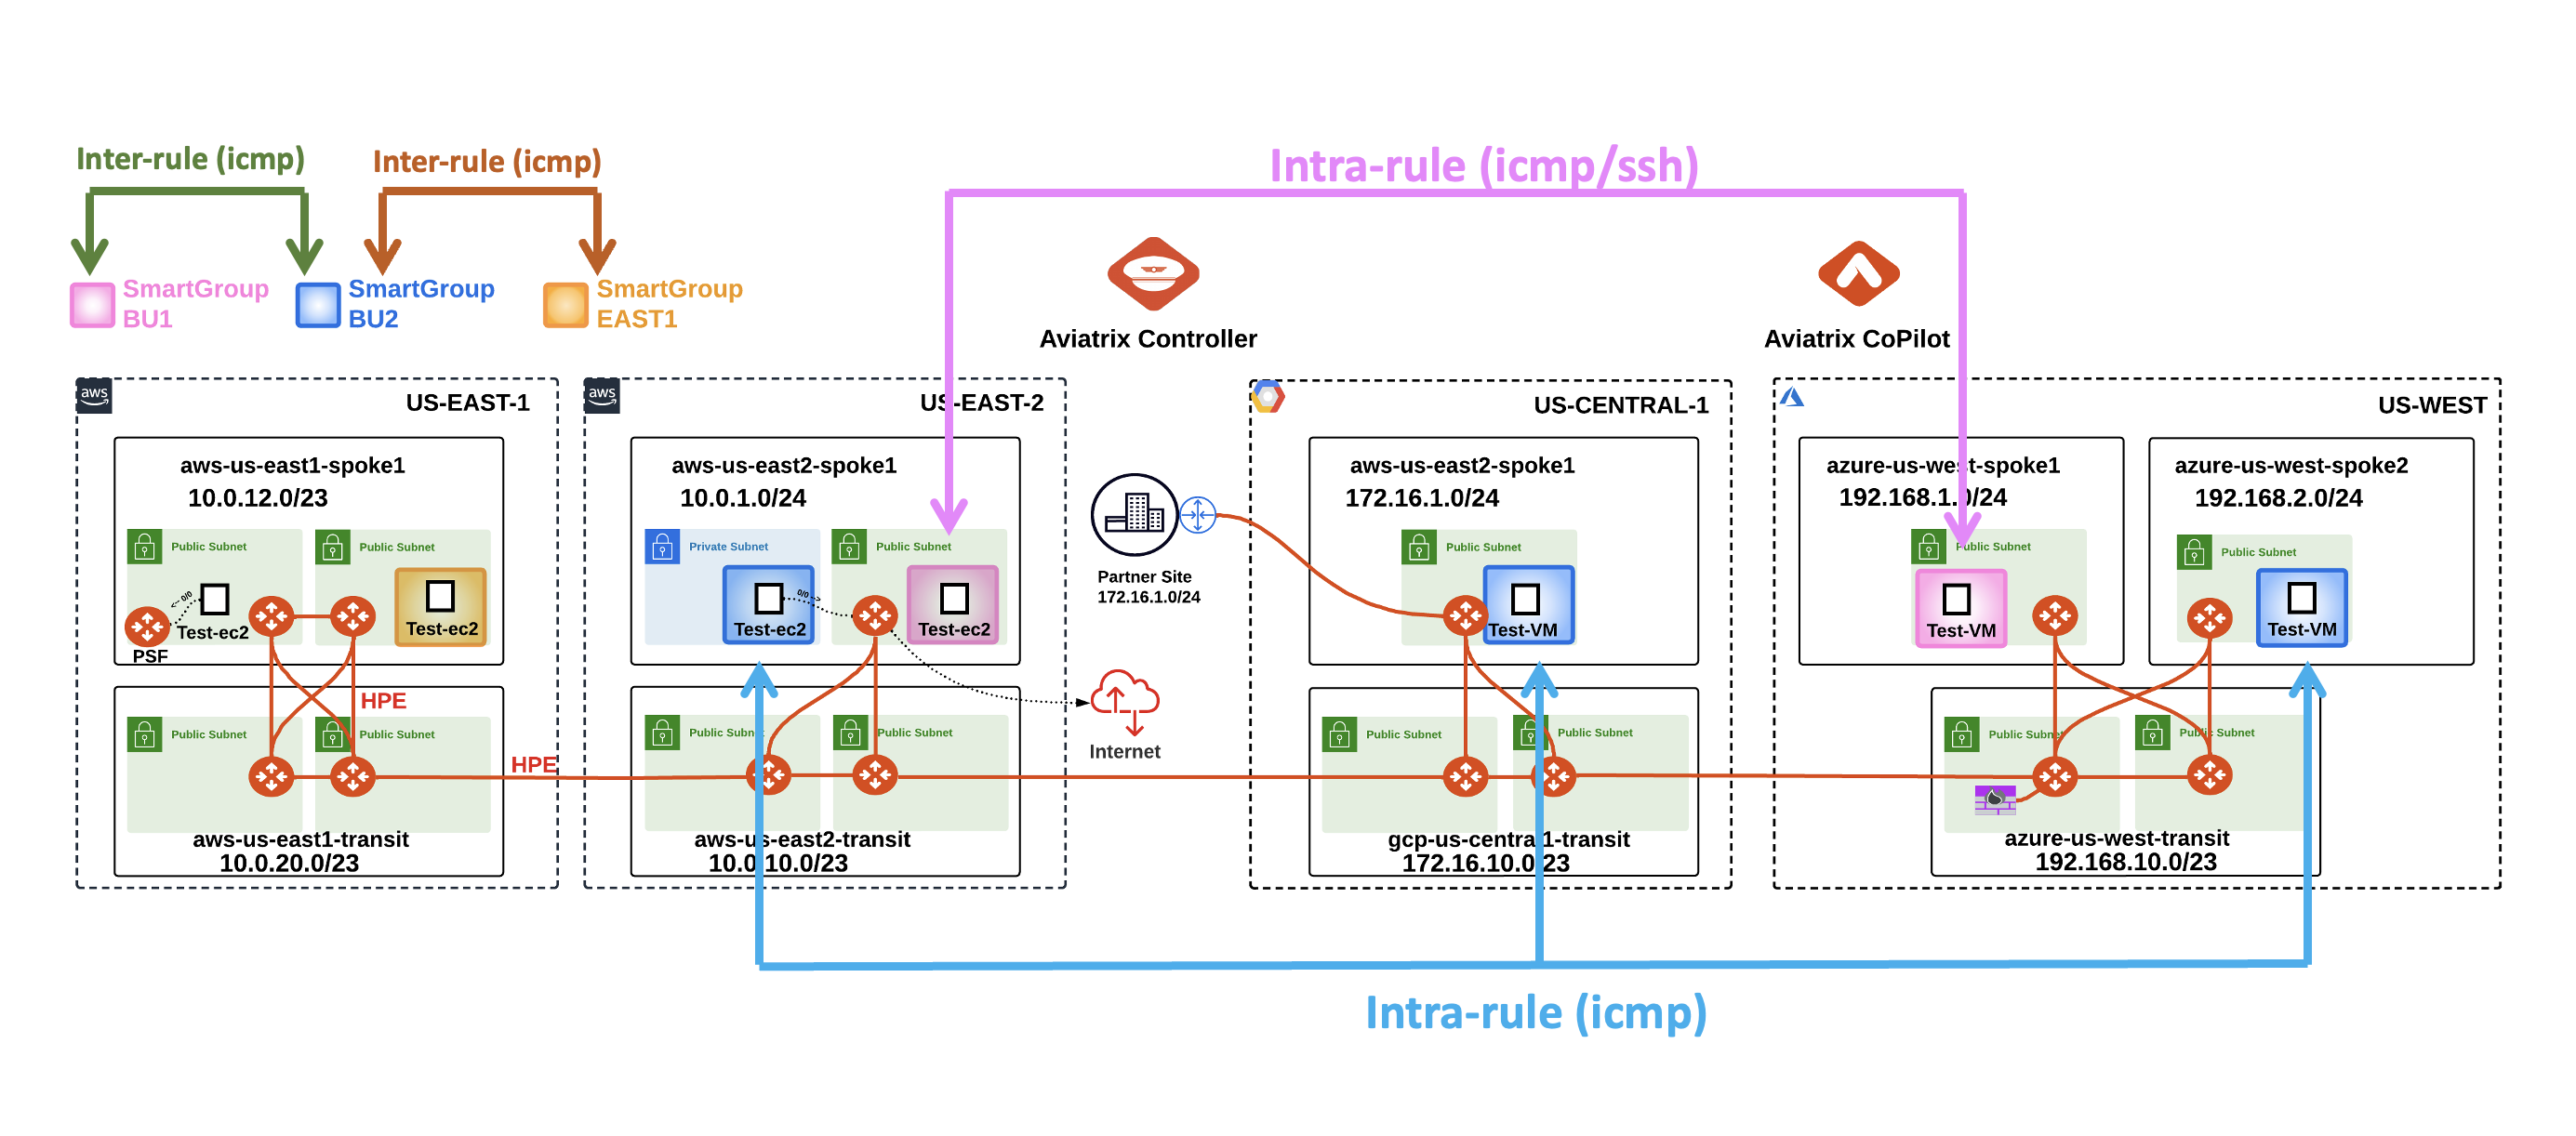 Inter-rule (icmp)
Inter-rule (icmp)
Intra-rule (icmp/ssh)
SmartGroup
BU1
SmartGroup
BU2
SmartGroup
EAST1
Aviatrix Controller
Aviatrix CoPilot
aws
US-EAST-1
aws-us-east1-spoke1
10.0.12.0/23
Public Subnet
Public Subnet
<-- 0/0
Test-ec2
Test-ec2
PSF
HPE
Public Subnet
Public Subnet
HPE
aws-us-east1-transit
10.0.20.0/23
aws
US-EAST-2
aws-us-east2-spoke1
10.0.1.0/24
Private Subnet
Public Subnet
0/0 -->
Test-ec2
Test-ec2
Public Subnet
Public Subnet
aws-us-east2-transit
10.0.10.0/23
Partner Site
172.16.1.0/24
Internet
US-CENTRAL-1
aws-us-east2-spoke1
172.16.1.0/24
Public Subnet
Test-VM
Public Subnet
Public Subnet
gcp-us-central1-transit
172.16.10.0/23
US-WEST
azure-us-west-spoke1
192.168.1.0/24
Public Subnet
Test-VM
azure-us-west-spoke2
192.168.2.0/24
Public Subnet
Test-VM
Public Subnet
Public Subnet
azure-us-west-transit
192.168.10.0/23
Intra-rule (icmp)